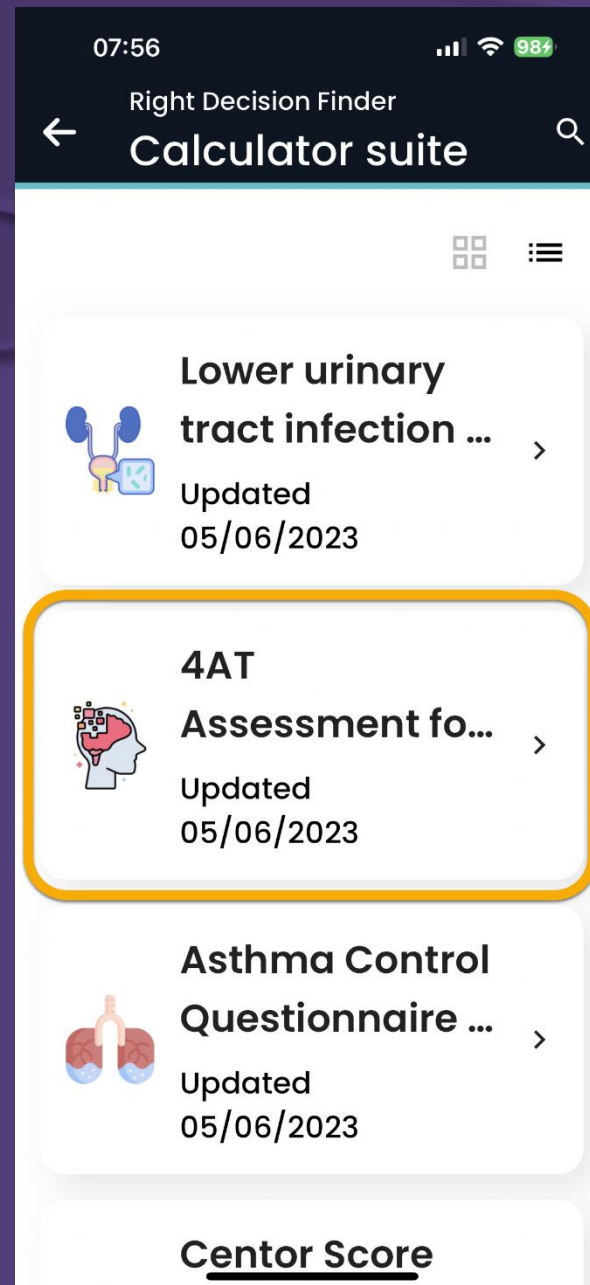 07:56
98
Right Decision Finder
Calculator suite
Lower urinary
tract infection ...
Updated
05/06/2023
4AT
Assessment fo...
Updated
05/06/2023
Asthma Control
Questionnaire ...
Updated
05/06/2023
Centor Score